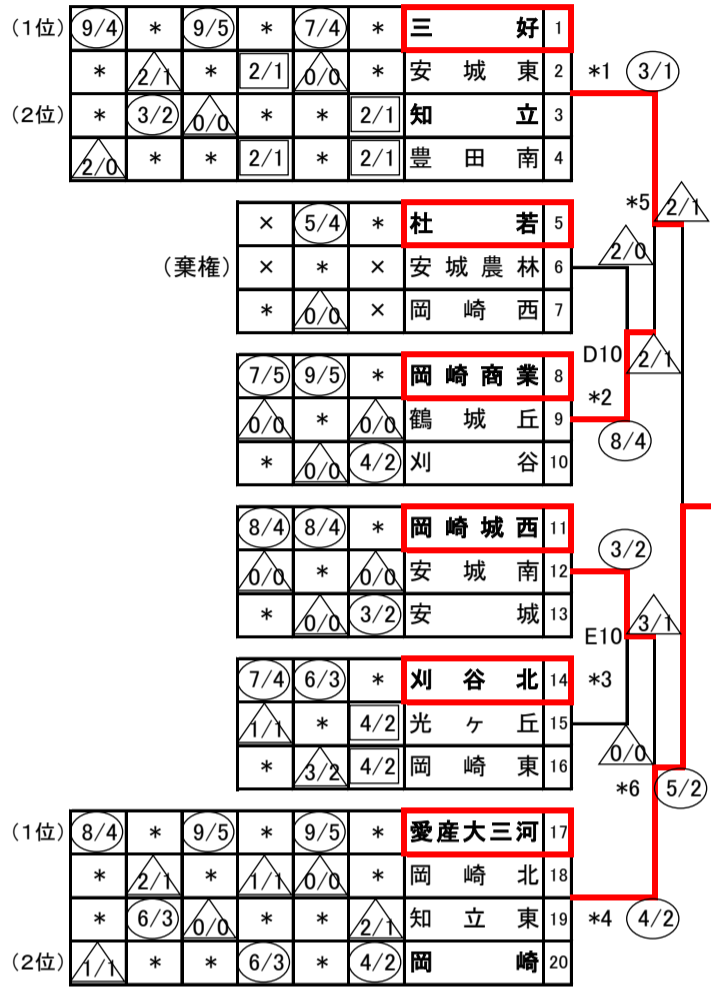 (1位) 9/4 * 9/5 * 7/4 * 三好 1
* 2/1 * 2/1 0/0 * 安城東 2 *1 3/1
(2位) * 3/2 0/0 * * 2/1 知立 3
2/0 * * 2/1 * 2/1 豊田南 4
*5 2/1
× 5/4 * 杜若 5
2/0
(棄権) × * × 安城農林 6
* 0/0 × 岡崎西 7
D10 2/1
7/5 9/5 * 岡崎商業 8
*2
0/0 * 0/0 鶴城丘 9
8/4
* 0/0 4/2 刈谷 10
8/4 8/4 * 岡崎城西 11
3/2
0/0 * 0/0 安城南 12
* 0/0 3/2 安城 13
E10 3/1
7/4 6/3 * 刈谷北 14 *3
1/1 * 4/2 光ヶ丘 15
* 3/2 4/2 岡崎東 16
0/0
*6 5/2
(1位) 8/4 * 9/5 * 9/5 * 愛産大三河 17
* 2/1 * 1/1 0/0 * 岡崎北 18
* 6/3 0/0 * * 2/1 知立東 19 *4 4/2
(2位) 1/1 * * 6/3 * 4/2 岡崎 20